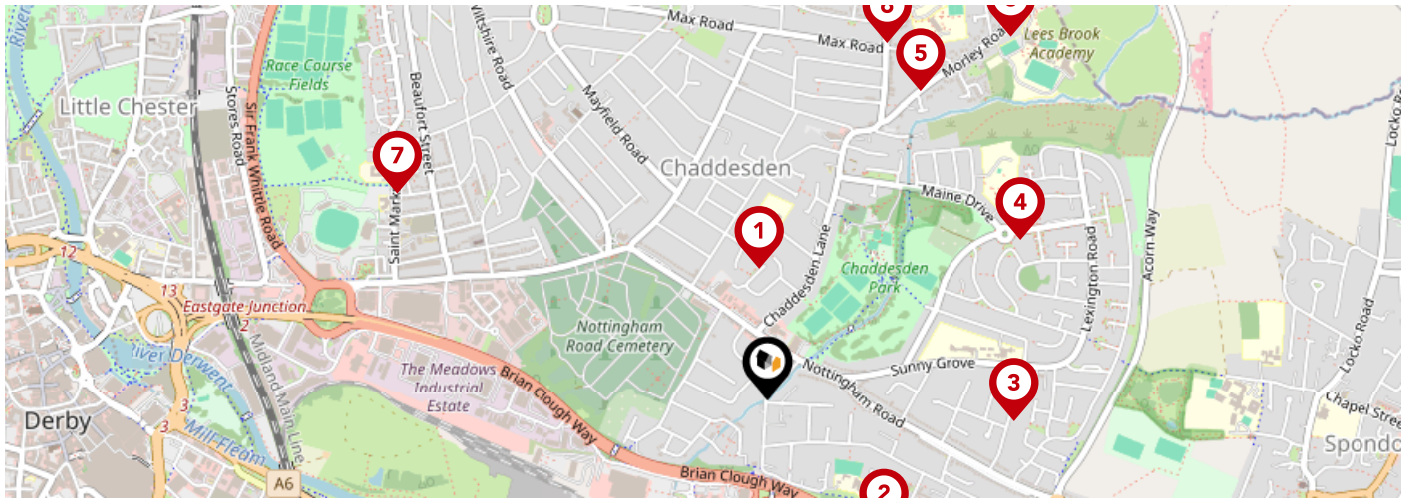 Max Road
Max Road
Morley Road
Lees Brook
Academy
Race Course
Fields
Little Chester
Stores Road
Sir Frank Whittle Road
Beaufort Street
Wiltshire Road
Mayfield Road
Chaddesden
5
7
1
4
Saint Mark
Maine Drive
Chaddesden Lane
Chaddesden
Park
Lexington Road
Acorn Way
Locko Ro
Locko Road
12
13
Eastgate Junction
2
River Derwent
Midland Main Line
Nottingham
Road Cemetery
The Meadows
Industrial
Estate
Brian Clough Way
Nottingham Road
Sunny Grove
3
Chapel Stree
Spondo
Derby
3
3
Mill Fleam
A6
Brian Clough Way
2
6
River